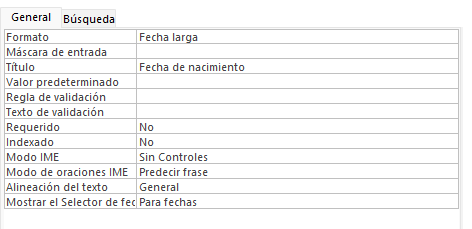 General Búsqueda
Formato Fecha larga
Máscara de entrada
Título Fecha de nacimiento
Valor predeterminado
Regla de validación
Texto de validación
Requerido No
Indexado No
Modo IME Sin Controles
Modo de oraciones IME Predecir frase
Alineación del texto General
Mostrar el Selector de fec Para fechas